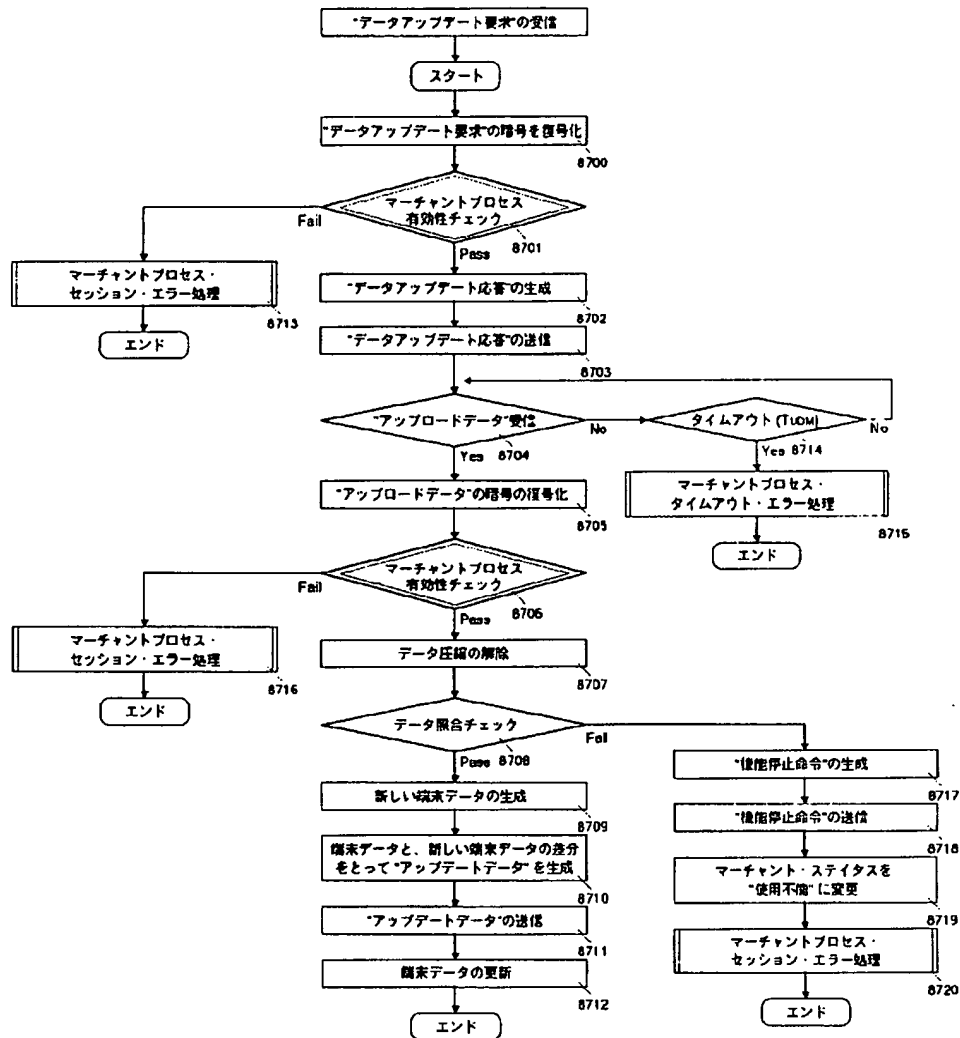 "データアップデート要求"の受信
スタート
"データアップデート要求"の暗号を復号化
8700
マーチャントプロセス
有効性チェック
8701
Fail
Pass
マーチャントプロセス・
セッション・エラー処理
8713
エンド
"データアップデート応答"の生成
8702
"データアップデート応答"の送信
8703
"アップロードデータ"受信
8704
No
Yes
タイムアウト (TUDM)
8714
No
Yes
マーチャントプロセス・
タイムアウト・エラー処理
8715
エンド
"アップロードデータ"の暗号の復号化
8705
マーチャントプロセス
有効性チェック
8706
Fail
Pass
マーチャントプロセス・
セッション・エラー処理
8716
エンド
データ圧縮の解除
8707
データ照合チェック
8708
Fail
Pass
新しい端末データの生成
8709
端末データと、新しい端末データの差分
をとって"アップデートデータ"を生成
8710
"アップデートデータ"の送信
8711
端末データの更新
8712
エンド
"機能停止命令"の生成
8717
"機能停止命令"の送信
8718
マーチャント・ステイタスを
"使用不能"に変更
8719
マーチャントプロセス・
セッション・エラー処理
8720
エンド